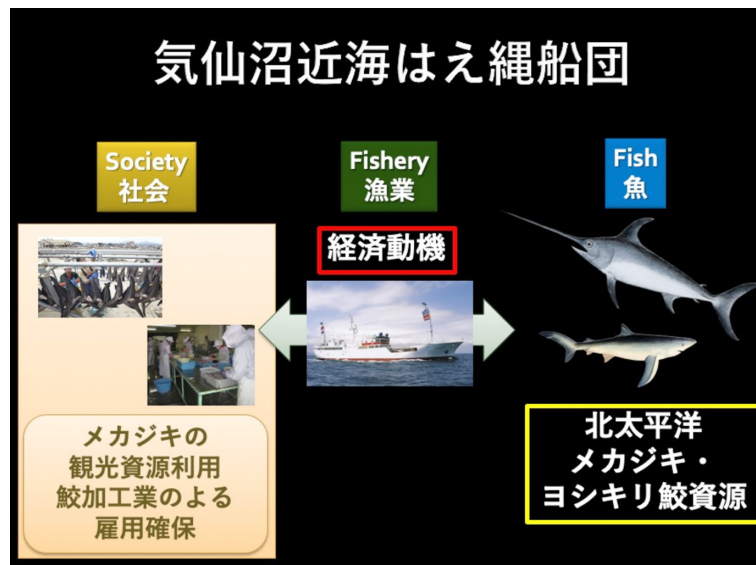 気仙沼近海はえ縄船団
Society
社会
Fishery
漁業
Fish
魚
経済動機
メカジキの
観光資源利用
鮫加工業のよる
雇用確保
北太平洋
メカジキ・
ヨシキリ鮫資源